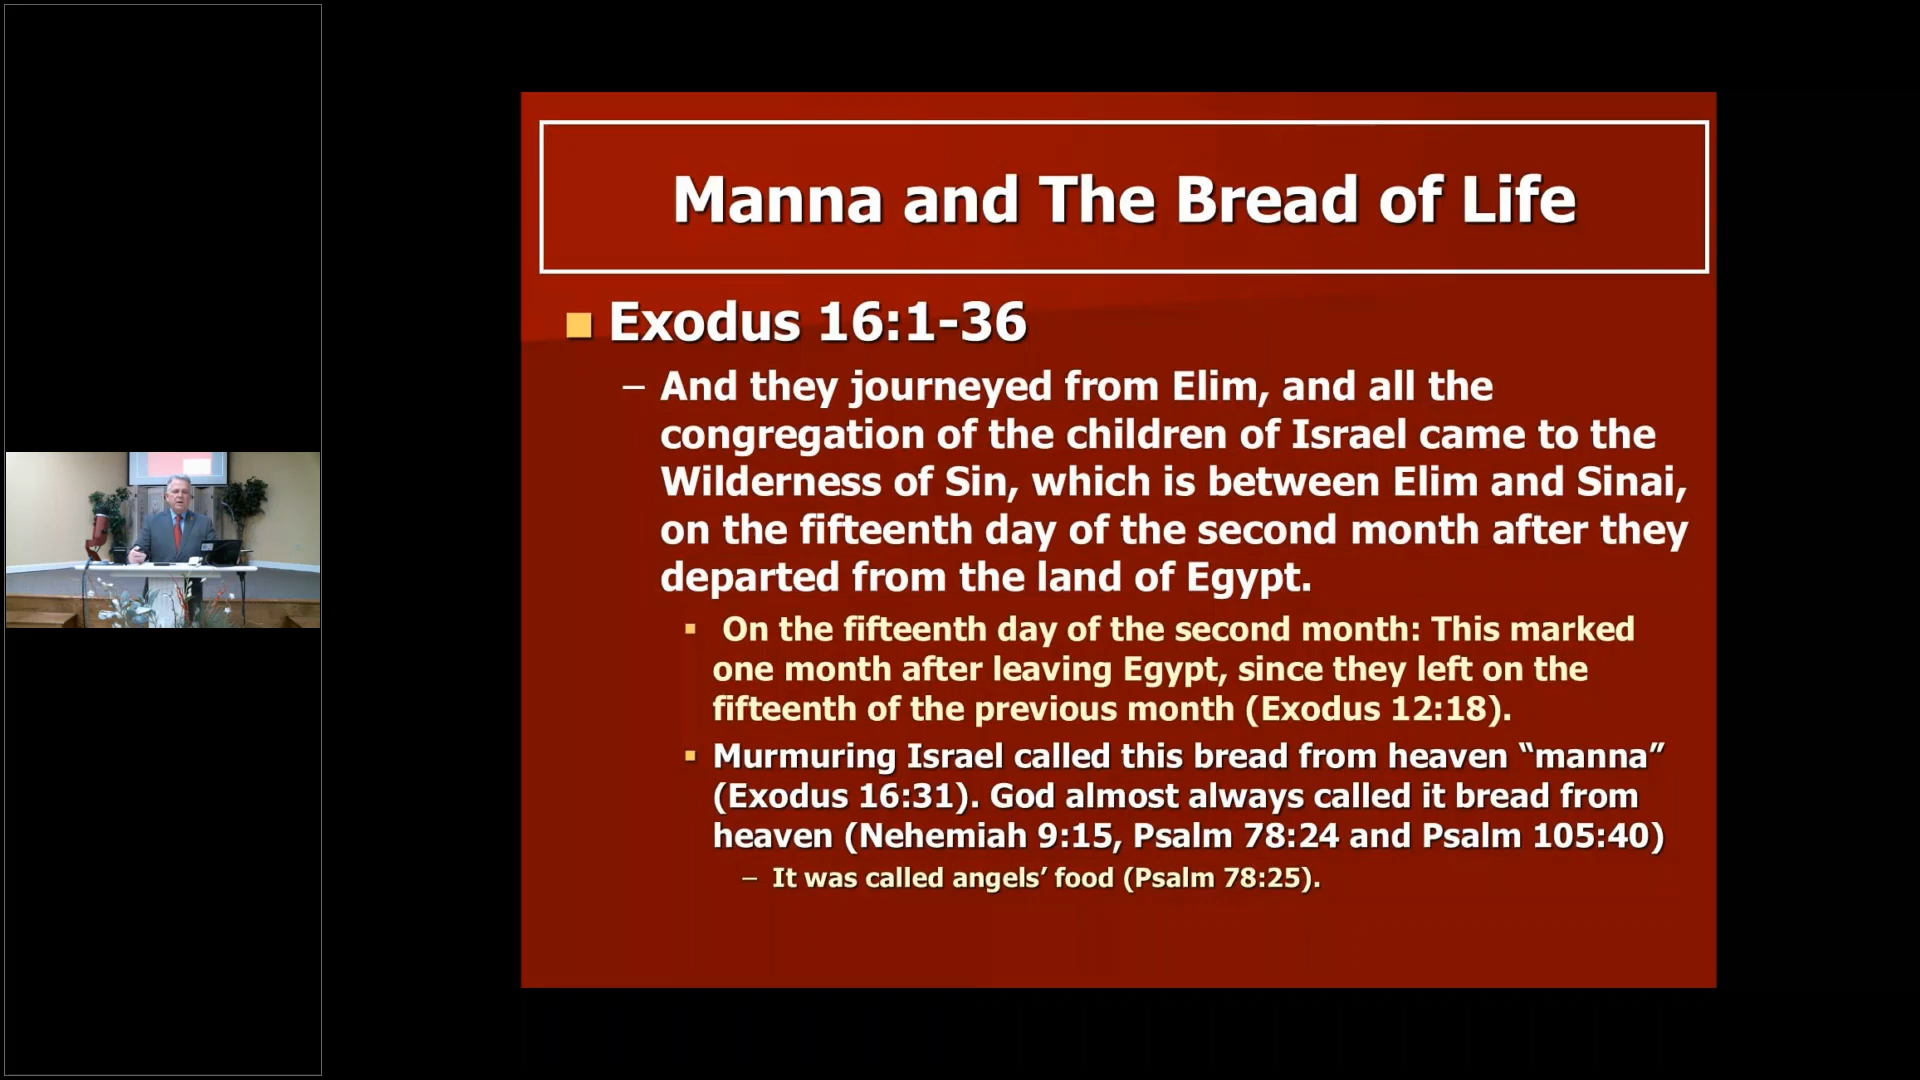 Manna and The Bread of Life
■ Exodus 16:1-36
– And they journeyed from Elim, and all the
congregation of the children of Israel came to the
Wilderness of Sin, which is between Elim and Sinai,
on the fifteenth day of the second month after they
departed from the land of Egypt.
▪ On the fifteenth day of the second month: This marked
one month after leaving Egypt, since they left on the
fifteenth of the previous month (Exodus 12:18).
▪ Murmuring Israel called this bread from heaven “manna”
(Exodus 16:31). God almost always called it bread from
heaven (Nehemiah 9:15, Psalm 78:24 and Psalm 105:40)
– It was called angels’ food (Psalm 78:25).